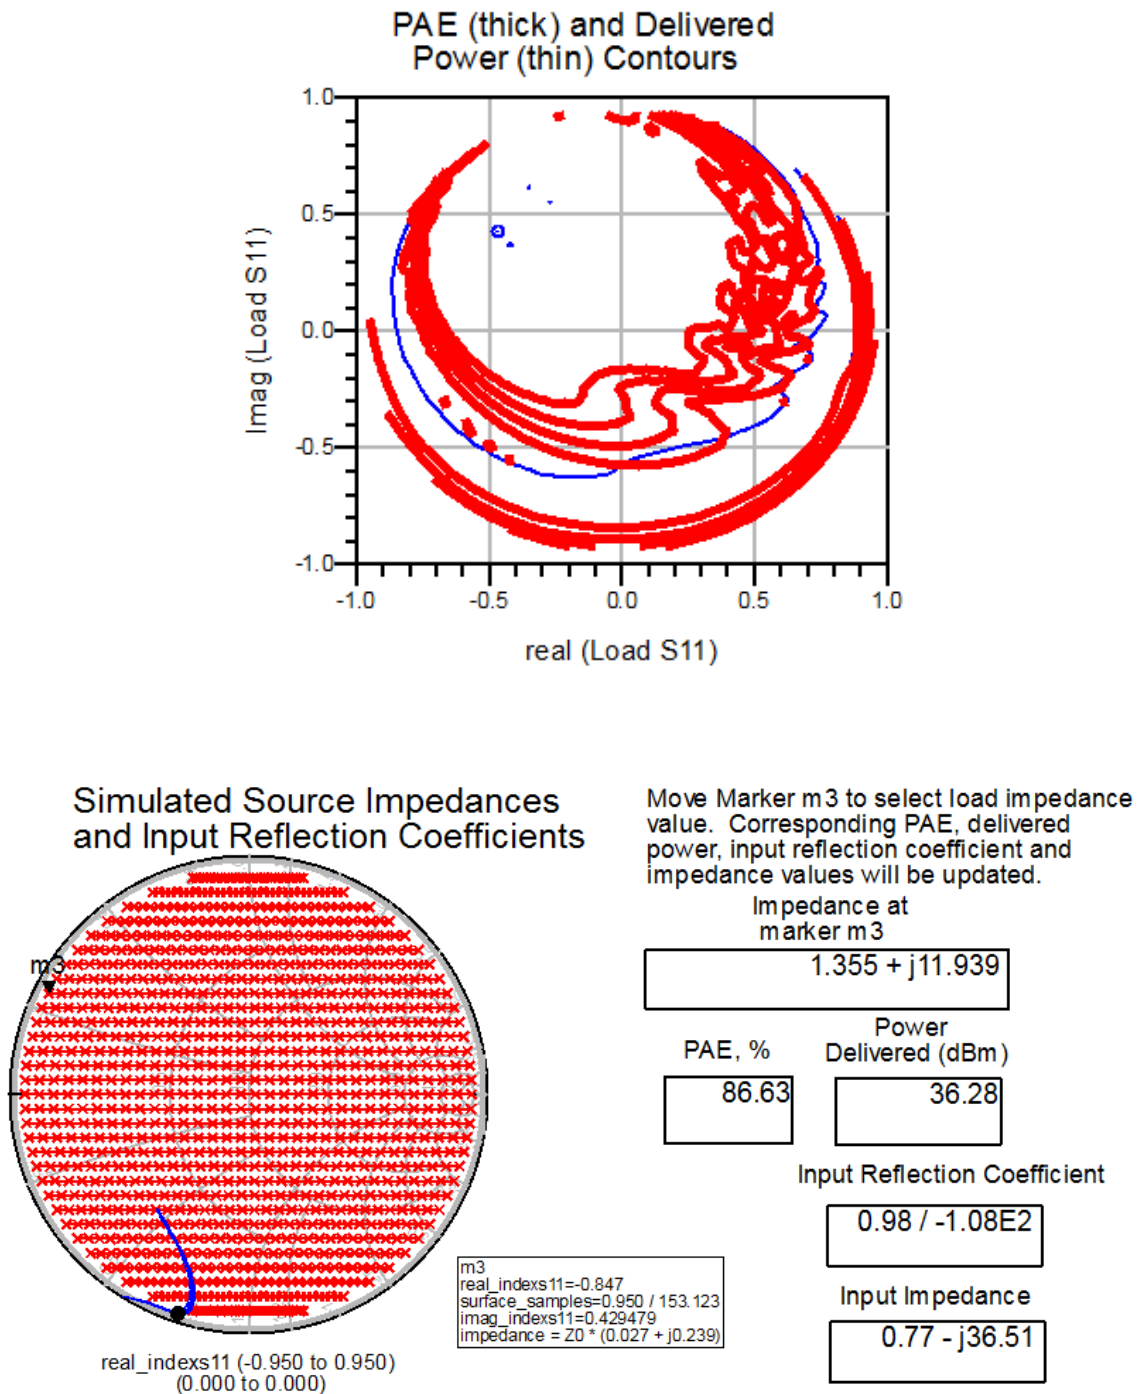 PAE (thick) and Delivered
Power (thin) Contours
1.0
0.5
0.0
-0.5
-1.0
Imag (Load S11)
-1.0 -0.5 0.0 0.5 1.0
real (Load S11)
Simulated Source Impedances
and Input Reflection Coefficients
m3
real_indexs11 (-0.950 to 0.950)
(0.000 to 0.000)
m3
real_indexs11=-0.847
surface_samples=0.950 / 153.123
imag_indexs11=0.429479
impedance = Z0 * (0.027 + j0.239)
Move Marker m3 to select load impedance
value. Corresponding PAE, delivered
power, input reflection coefficient and
impedance values will be updated.
Impedance at
marker m3
1.355 + j11.939
PAE, %
86.63
Power
Delivered (dBm)
36.28
Input Reflection Coefficient
0.98 / -1.08E2
Input Impedance
0.77 - j36.51